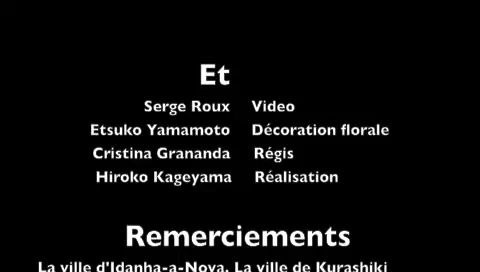 Et
Serge Roux Video
Etsuko Yamamoto Décoration florale
Cristina Grananda Régis
Hiroko Kageyama Réalisation
Remerciements
La ville d'Idanha-a-Nova, La ville de Kurashiki